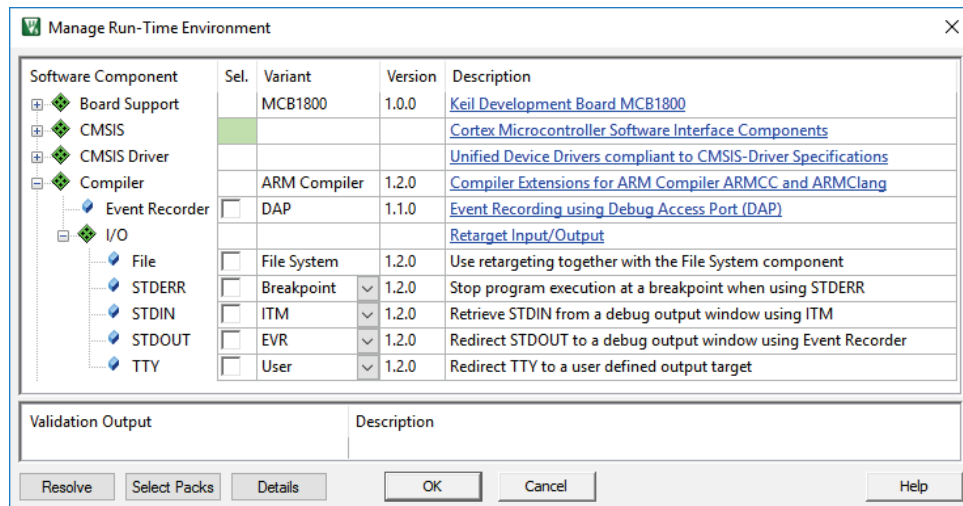 Manage Run-Time Environment
Software Component Sel. Variant Version Description
Board Support MCB1800 1.0.0 Keil Development Board MCB1800
CMSIS Cortex Microcontroller Software Interface Components
CMSIS Driver Unified Device Drivers compliant to CMSIS-Driver Specifications
Compiler ARM Compiler 1.2.0 Compiler Extensions for ARM Compiler ARMCC and ARMClang
Event Recorder DAP 1.1.0 Event Recording using Debug Access Port (DAP)
I/O Retarget Input/Output
File File System 1.2.0 Use retargeting together with the File System component
STDERR Breakpoint 1.2.0 Stop program execution at a breakpoint when using STDERR
STDIN ITM 1.2.0 Retrieve STDIN from a debug output window using ITM
STDOUT EVR 1.2.0 Redirect STDOUT to a debug output window using Event Recorder
TTY User 1.2.0 Redirect TTY to a user defined output target
Validation Output Description
Resolve Select Packs Details OK Cancel Help